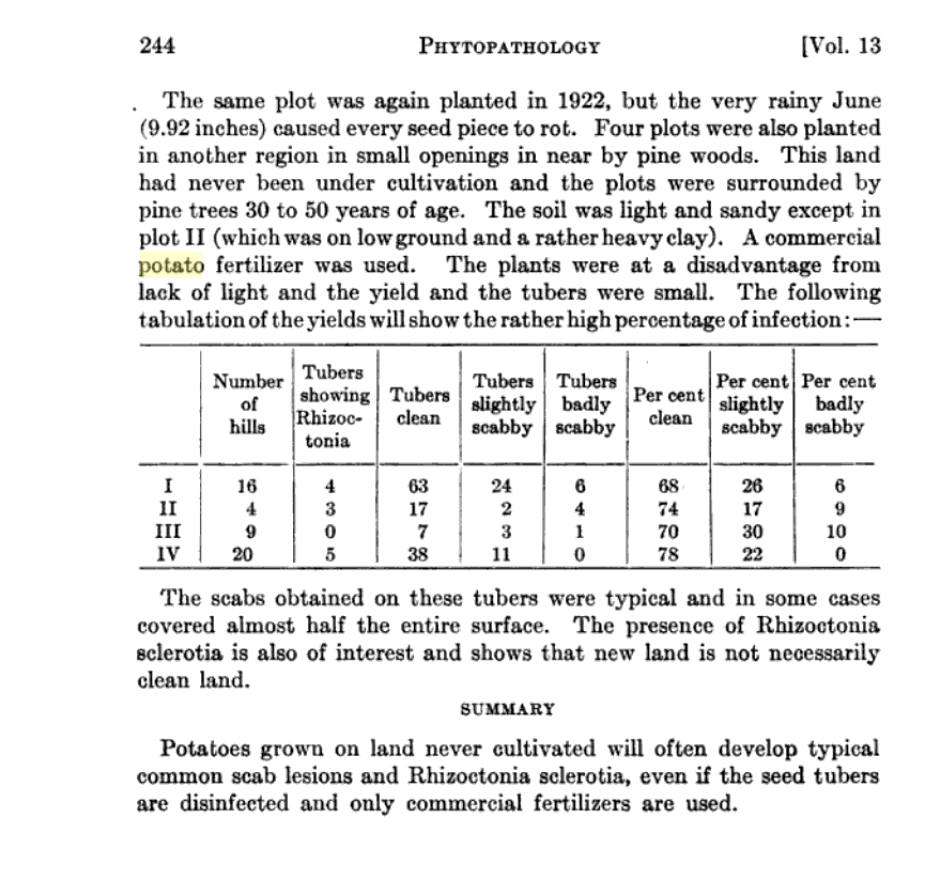 244 PHYTOPATHOLOGY [Vol. 13
The same plot was again planted in 1922, but the very rainy June
(9.92 inches) caused every seed piece to rot. Four plots were also planted
in another region in small openings in near by pine woods. This land
had never been under cultivation and the plots were surrounded by
pine trees 30 to 50 years of age. The soil was light and sandy except in
plot II (which was on low ground and a rather heavy clay). A commercial
potato fertilizer was used. The plants were at a disadvantage from
lack of light and the yield and the tubers were small. The following
tabulation of the yields will show the rather high percentage of infection:—
Number of hills | Tubers showing Rhizoc-tonia | Tubers clean | Tubers slightly scabby | Tubers badly scabby | Per cent clean | Per cent slightly scabby | Per cent badly scabby
I 16 4 63 24 6 68 26 6
II 4 3 17 2 4 74 17 9
III 9 0 7 3 1 70 30 10
IV 20 5 38 11 0 78 22 0
The scabs obtained on these tubers were typical and in some cases
covered almost half the entire surface. The presence of Rhizoctonia
sclerotia is also of interest and shows that new land is not necessarily
clean land.
SUMMARY
Potatoes grown on land never cultivated will often develop typical
common scab lesions and Rhizoctonia sclerotia, even if the seed tubers
are disinfected and only commercial fertilizers are used.